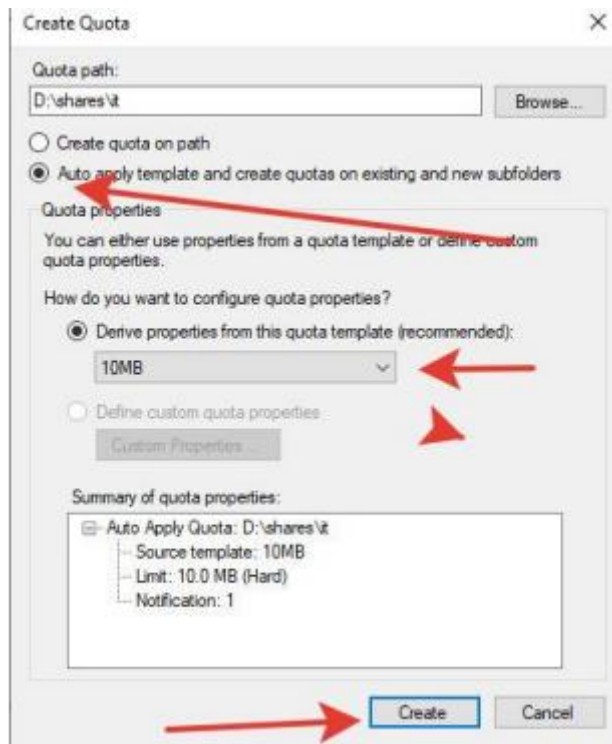 Create Quota
Quota path:
D:\shares\it
Browse...
Create quota on path
Auto apply template and create quotas on existing and new subfolders
Quota properties
You can either use properties from a quota template or define custom
quota properties.
How do you want to configure quota properties?
Derive properties from this quota template (recommended):
10MB
Define custom quota properties
Custom Properties ...
Summary of quota properties:
Auto Apply Quota: D:\shares\it
Source template: 10MB
Limit: 10.0 MB (Hard)
Notification: 1
Create
Cancel